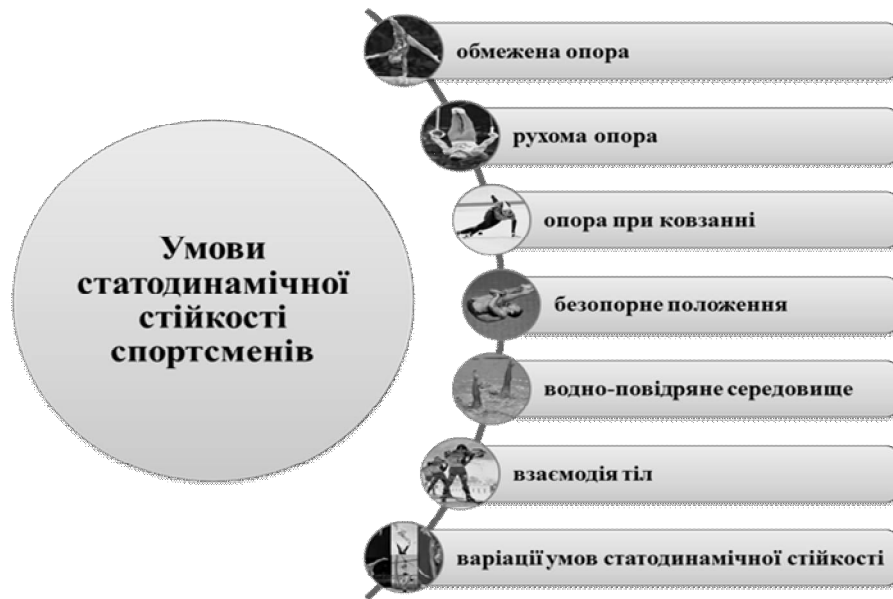 Умови
статодинамічної
стійкості
спортсменів
обмежена опора
рухома опора
опора при ковзанні
безопорне положення
водно-повідряне середовище
взаємодія тіл
варіації умов статодинамічної стійкості